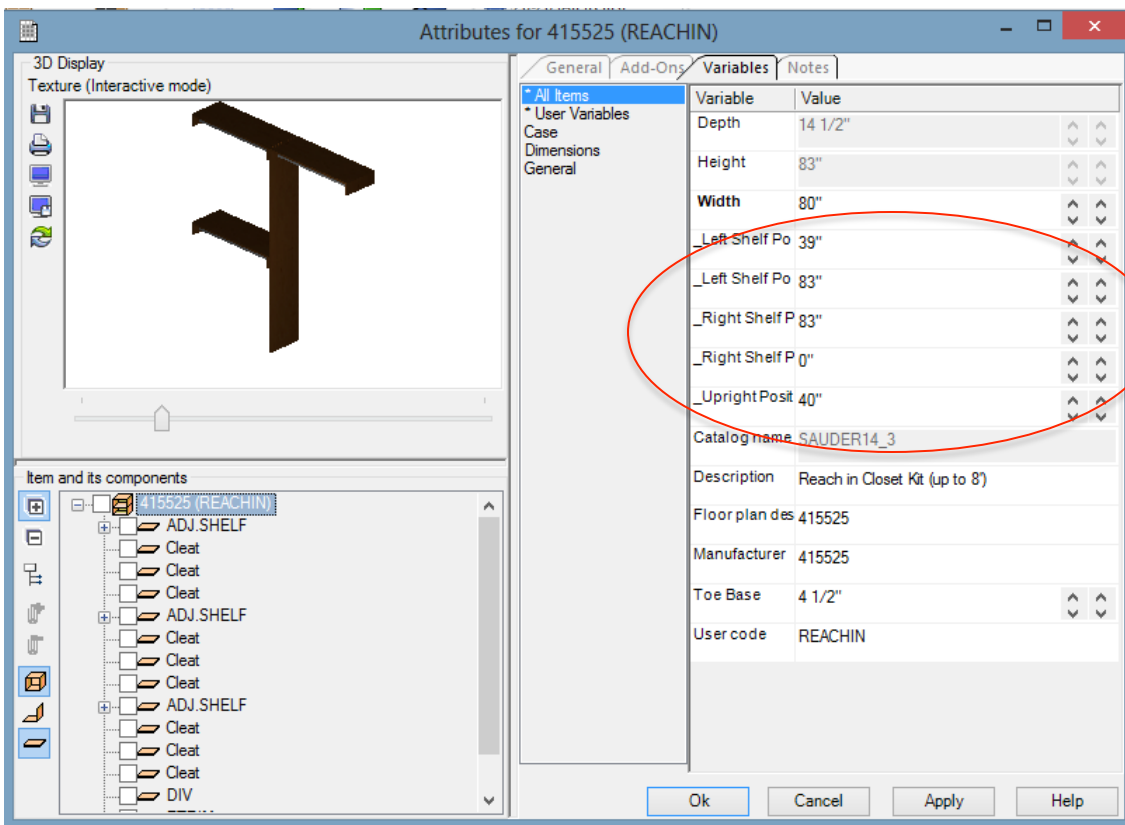 Attributes for 415525 (REACHIN)
3D Display
Texture (Interactive mode)
General Add-Ons Variables Notes
* All Items
* User Variables
Case
Dimensions
General
Variable Value
Depth 14 1/2"
Height 83"
Width 80"
_Left Shelf Po 39"
_Left Shelf Po 83"
_Right Shelf P 83"
_Right Shelf P 0"
_Upright Posit 40"
Catalog name SAUDER14_3
Description Reach in Closet Kit (up to 8')
Floor plan des 415525
Manufacturer 415525
Toe Base 4 1/2"
User code REACHIN
Item and its components
415525 (REACHIN)
ADJ.SHELF
Cleat
Cleat
Cleat
ADJ.SHELF
Cleat
Cleat
Cleat
ADJ.SHELF
Cleat
Cleat
Cleat
DIV
Ok Cancel Apply Help